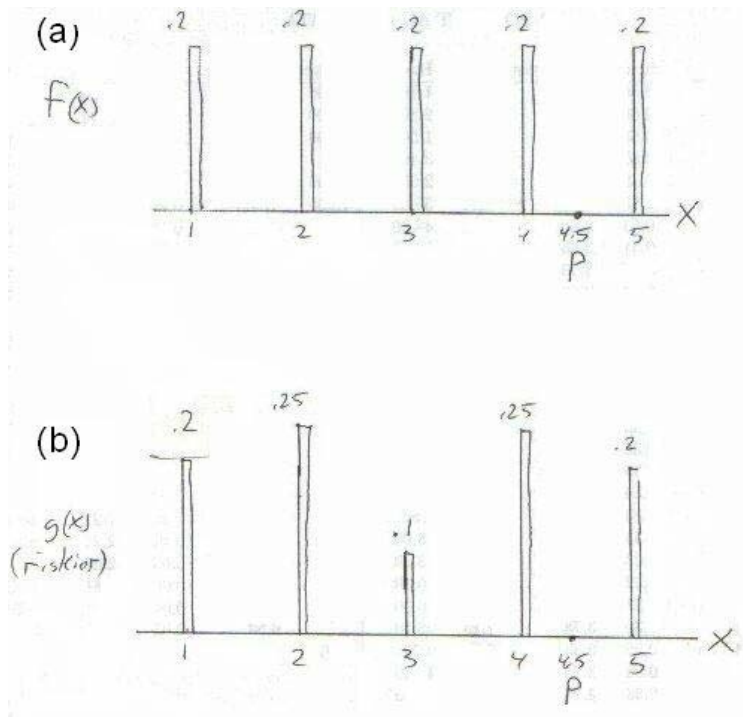 (a)
.2 .2 .2 .2 .2
f(x)
X
1 2 3 4 4.5 5
P
(b)
.2 .25 .1 .25 .2
g(x)
(riskier)
X
1 2 3 4 4.5 5
P